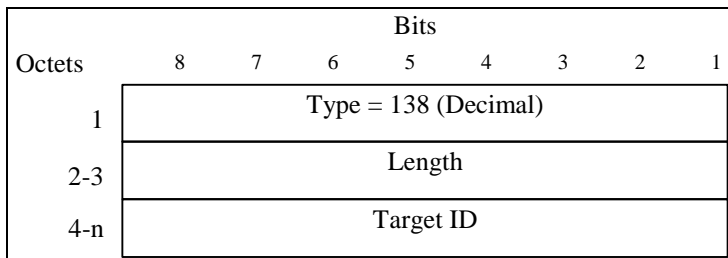 Bits
Octets 8 7 6 5 4 3 2 1
1 Type = 138 (Decimal)
2-3 Length
4-n Target ID